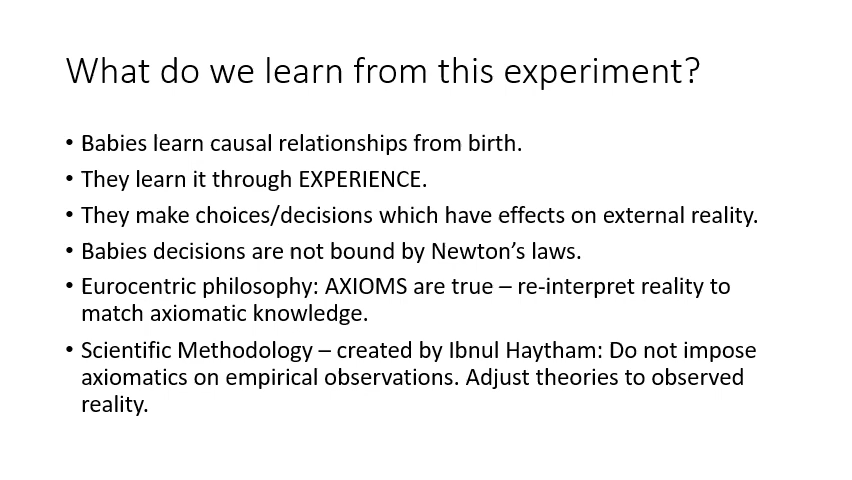 What do we learn from this experiment?
• Babies learn causal relationships from birth.
• They learn it through EXPERIENCE.
• They make choices/decisions which have effects on external reality.
• Babies decisions are not bound by Newton’s laws.
• Eurocentric philosophy: AXIOMS are true – re-interpret reality to
match axiomatic knowledge.
• Scientific Methodology – created by Ibnul Haytham: Do not impose
axiomatics on empirical observations. Adjust theories to observed
reality.